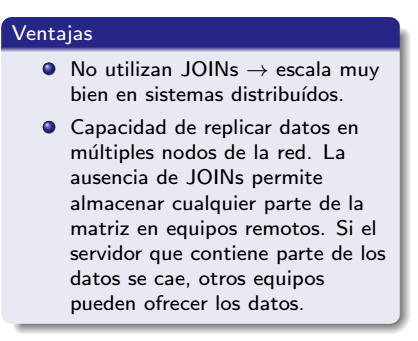 Ventajas
No utilizan JOINs → escala muy
bien en sistemas distribuídos.
Capacidad de replicar datos en
múltiples nodos de la red. La
ausencia de JOINs permite
almacenar cualquier parte de la
matriz en equipos remotos. Si el
servidor que contiene parte de los
datos se cae, otros equipos
pueden ofrecer los datos.